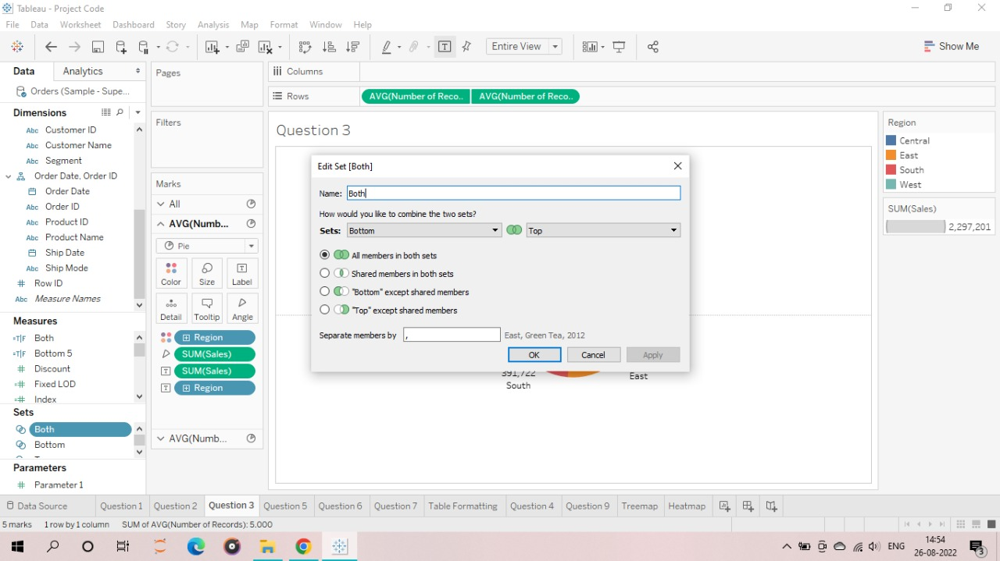 Tableau - Project Code
File Data Worksheet Dashboard Story Analysis Map Format Window Help
Entire View
Show Me
Data Analytics
Orders (Sample - Supe...
Dimensions
Abc Customer ID
Abc Customer Name
Abc Segment
Order Date, Order ID
Order Date
Abc Order ID
Abc Product ID
Abc Product Name
Ship Date
Abc Ship Mode
# Row ID
Abc Measure Names
Measures
=T|F Both
=T|F Bottom 5
# Discount
=# Fixed LOD
=# Index
Sets
Both
Bottom
Parameters
# Parameter 1
Pages
Filters
Marks
All
AVG(Numb...
Pie
Color Size Label
Detail Tooltip Angle
Region
SUM(Sales)
SUM(Sales)
Region
AVG(Numb...
Columns
Rows
AVG(Number of Reco.. AVG(Number of Reco..
Question 3
Edit Set [Both]
Name: Both
How would you like to combine the two sets?
Sets: Bottom Top
All members in both sets
Shared members in both sets
"Bottom" except shared members
"Top" except shared members
Separate members by , East, Green Tea, 2012
OK Cancel Apply
391,722
South
East
Region
Central
East
South
West
SUM(Sales)
2,297,201
Data Source Question 1 Question 2 Question 3 Question 5 Question 6 Question 7 Table Formatting Question 4 Question 9 Treemap Heatmap
5 marks 1 row by 1 column SUM of AVG(Number of Records): 5.000
ENG
14:54
26-08-2022
3